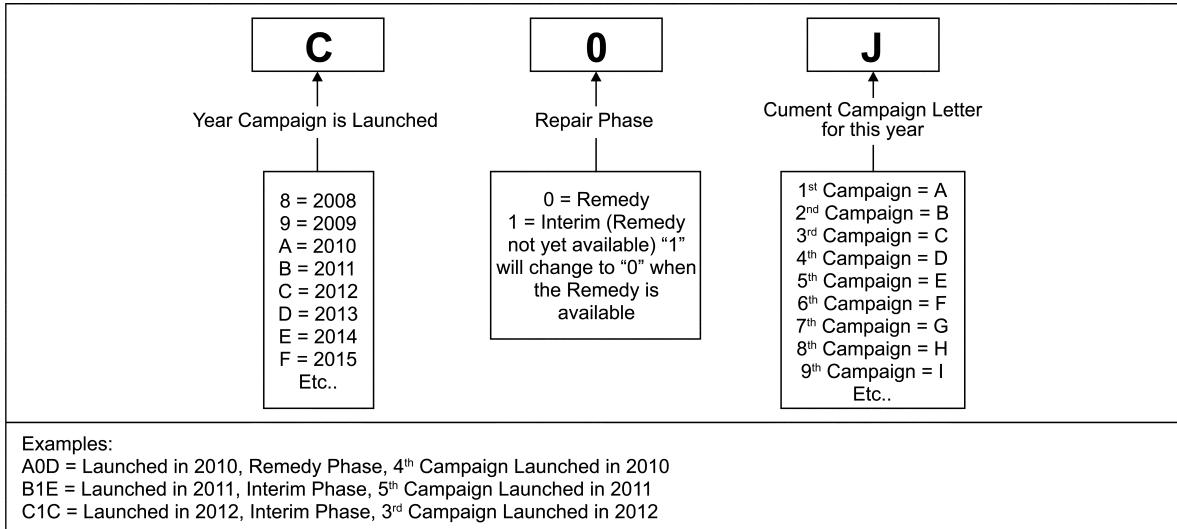 C
0
J
Year Campaign is Launched
Repair Phase
Cument Campaign Letter
for this year
8 = 2008
9 = 2009
A = 2010
B = 2011
C = 2012
D = 2013
E = 2014
F = 2015
Etc..
0 = Remedy
1 = Interim (Remedy
not yet available) “1”
will change to “0” when
the Remedy is
available
1st Campaign = A
2nd Campaign = B
3rd Campaign = C
4th Campaign = D
5th Campaign = E
6th Campaign = F
7th Campaign = G
8th Campaign = H
9th Campaign = I
Etc..
Examples:
A0D = Launched in 2010, Remedy Phase, 4th Campaign Launched in 2010
B1E = Launched in 2011, Interim Phase, 5th Campaign Launched in 2011
C1C = Launched in 2012, Interim Phase, 3rd Campaign Launched in 2012